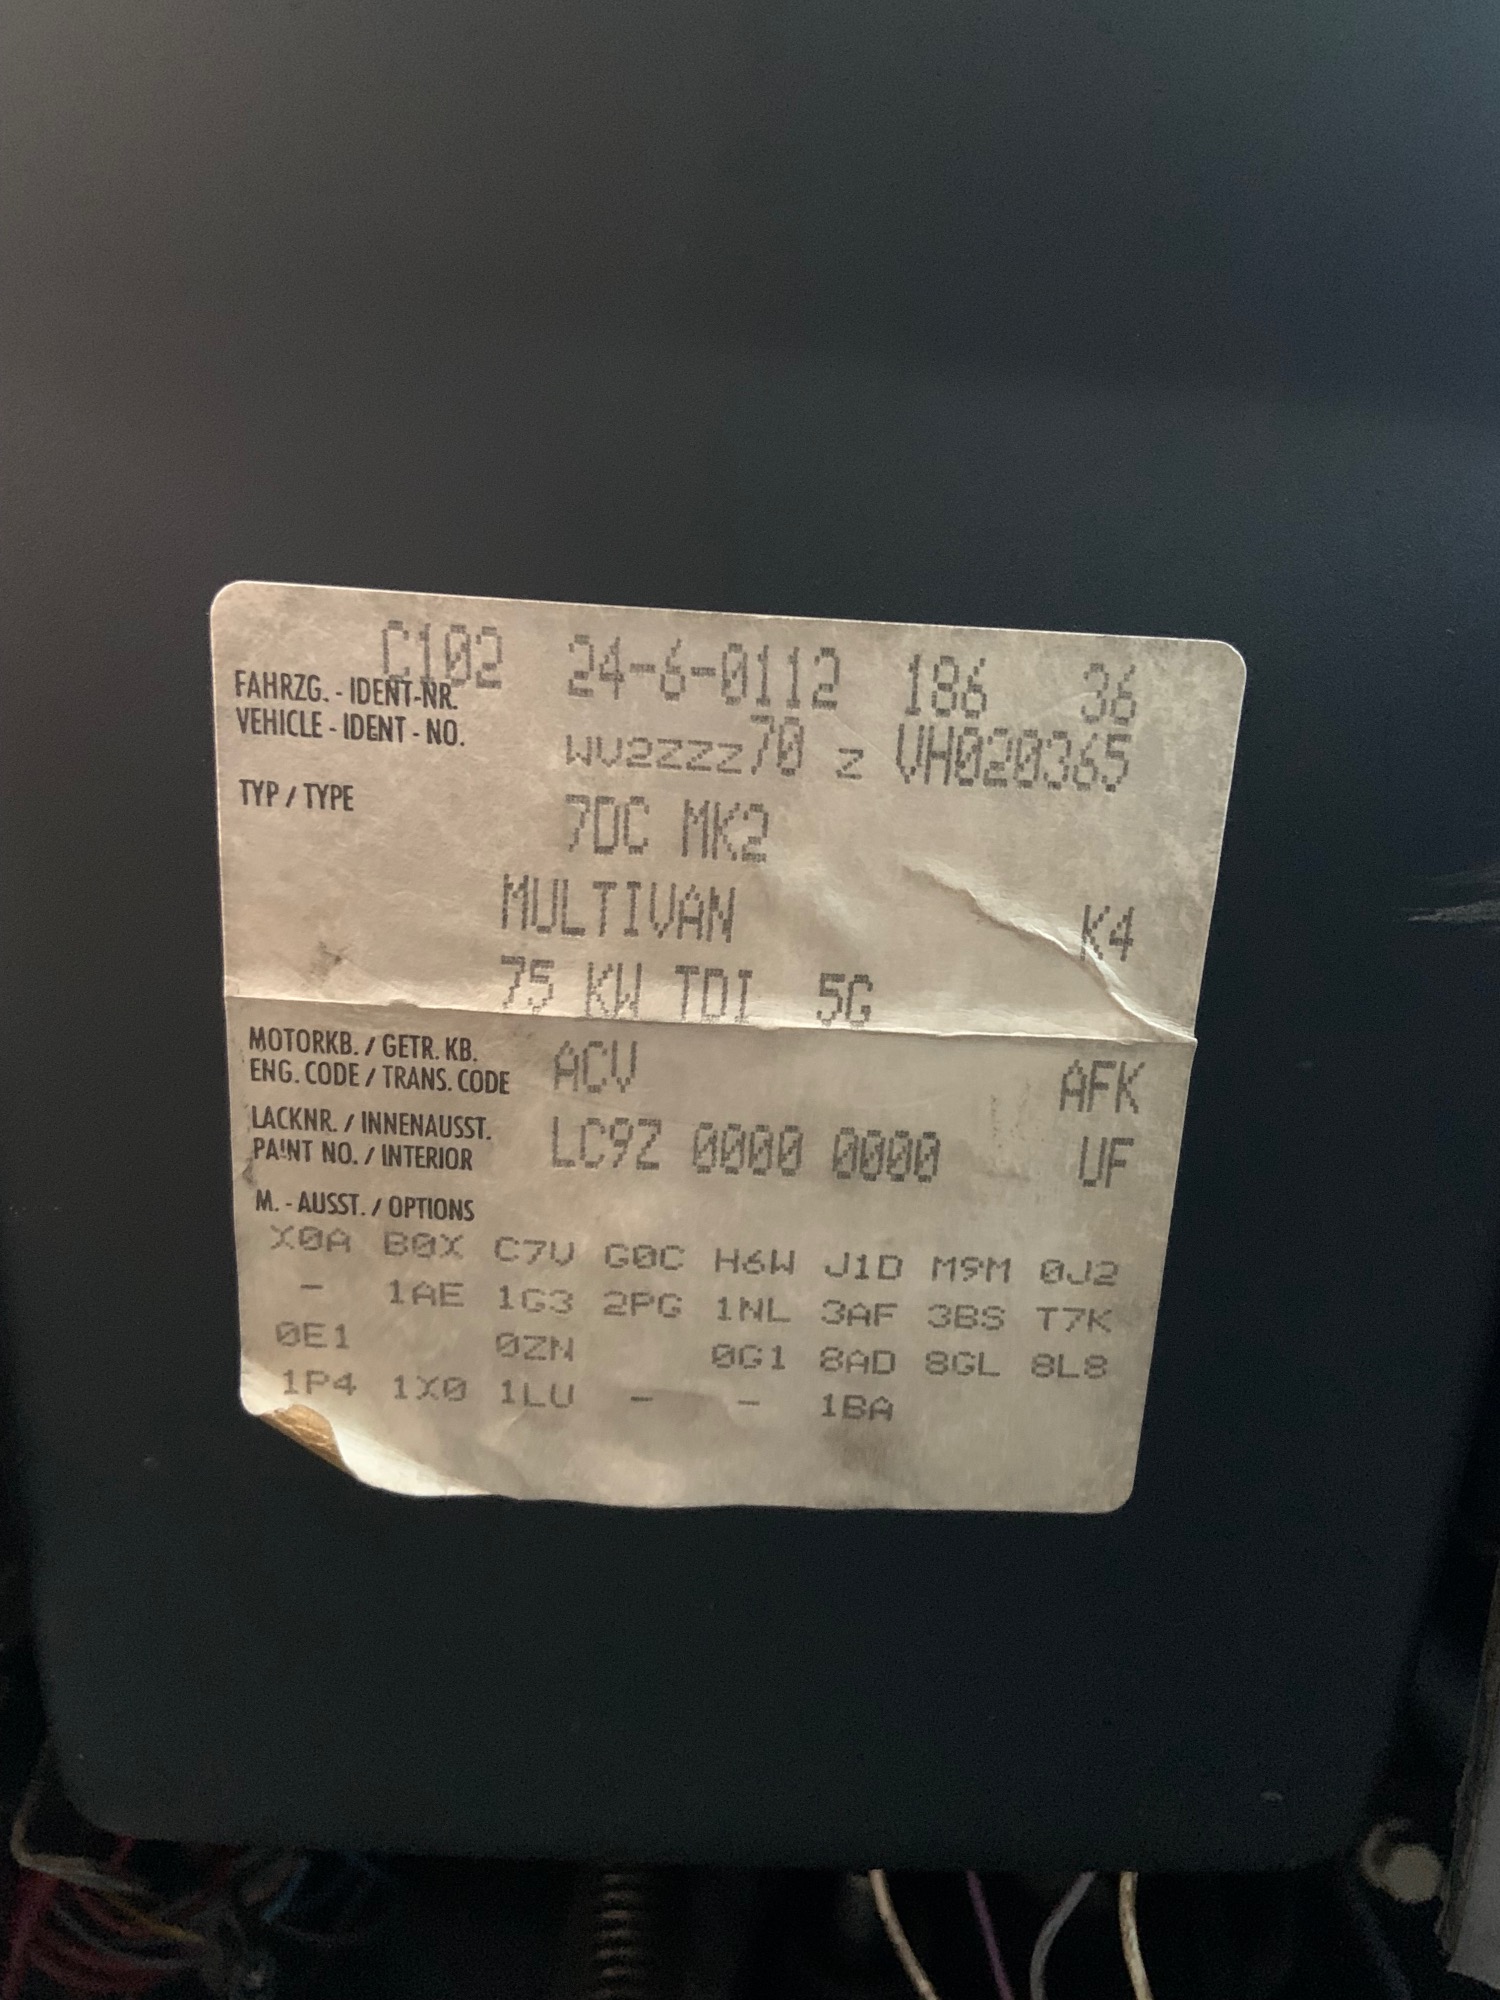 C102 24-6-0112 186 36
FAHRZG. - IDENT-NR.
VEHICLE - IDENT - NO. WV2ZZZ70 Z VH020365
TYP / TYPE 7DC MK2
MULTIVAN K4
75 KW TDI 5G
MOTORKB. / GETR. KB.
ENG. CODE / TRANS. CODE ACV AFK
LACKNR. / INNENAUSST.
PAINT NO. / INTERIOR LC9Z 0000 0000 UF
M. - AUSST. / OPTIONS
X0A B0X C7V G0C H6W J1D M9M 0J2
- 1AE 1G3 2PG 1NL 3AF 3BS T7K
0E1 0ZN 0G1 8AD 8GL 8L8
1P4 1X0 1LU - - 1BA